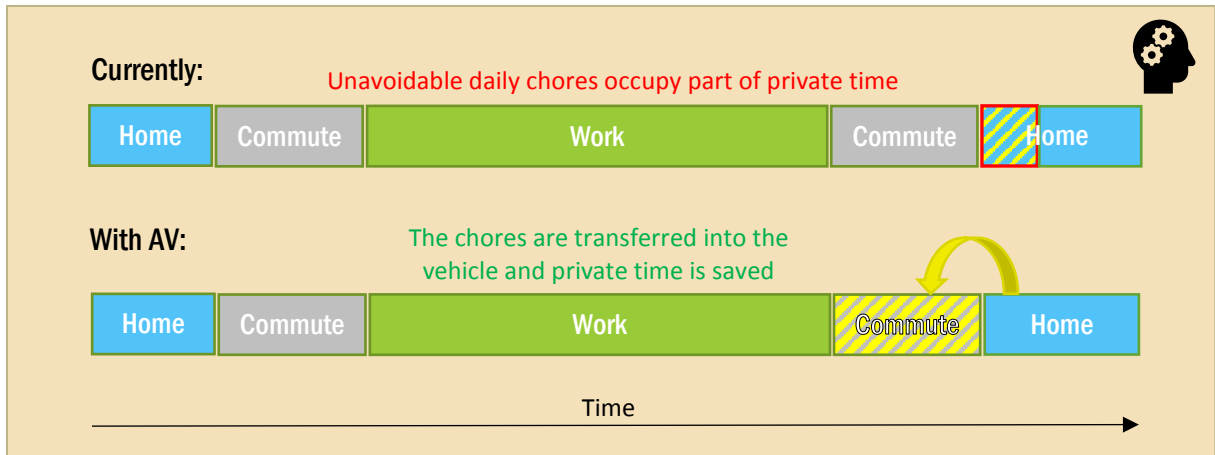 Currently:
Unavoidable daily chores occupy part of private time
Home Commute Work Commute Home
With AV:
The chores are transferred into the
vehicle and private time is saved
Home Commute Work Commute Home
Time